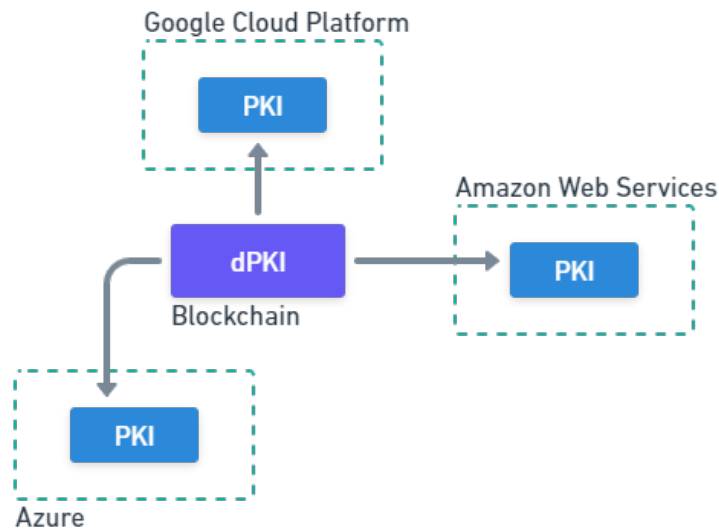 Google Cloud Platform
PKI
Amazon Web Services
dPKI
PKI
Blockchain
PKI
Azure